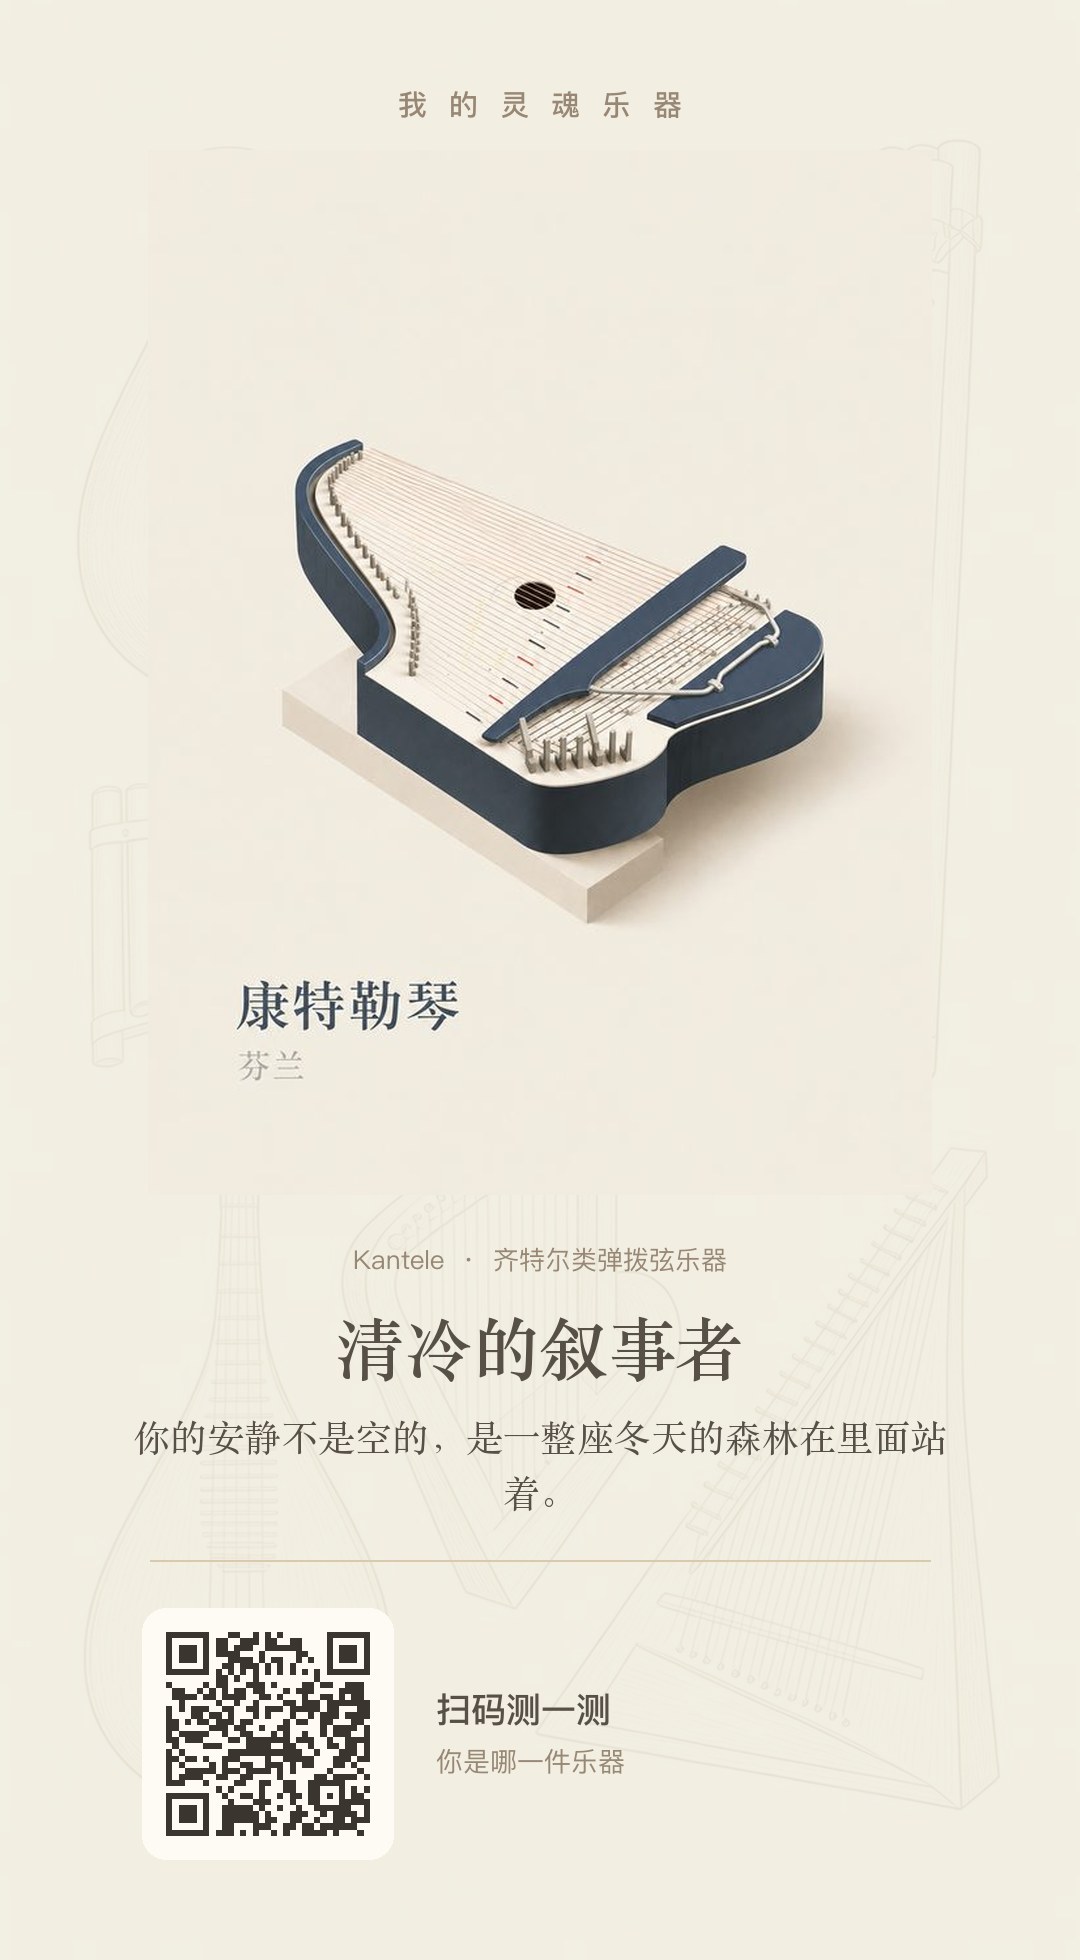 我的灵魂乐器
康特勒琴
芬兰
Kantele · 齐特尔类弹拨弦乐器
清冷的叙事者
你的安静不是空的，是一整座冬天的森林在里面站
着。
扫码测一测
你是哪一件乐器